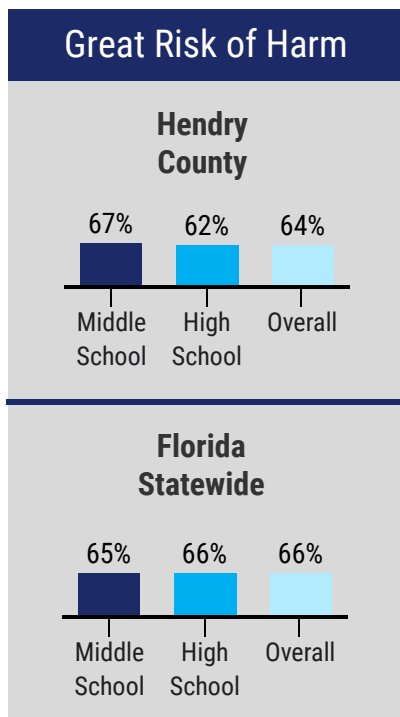 Great Risk of Harm
Hendry
County
67% 62% 64%
Middle High Overall
School School
Florida
Statewide
65% 66% 66%
Middle High Overall
School School